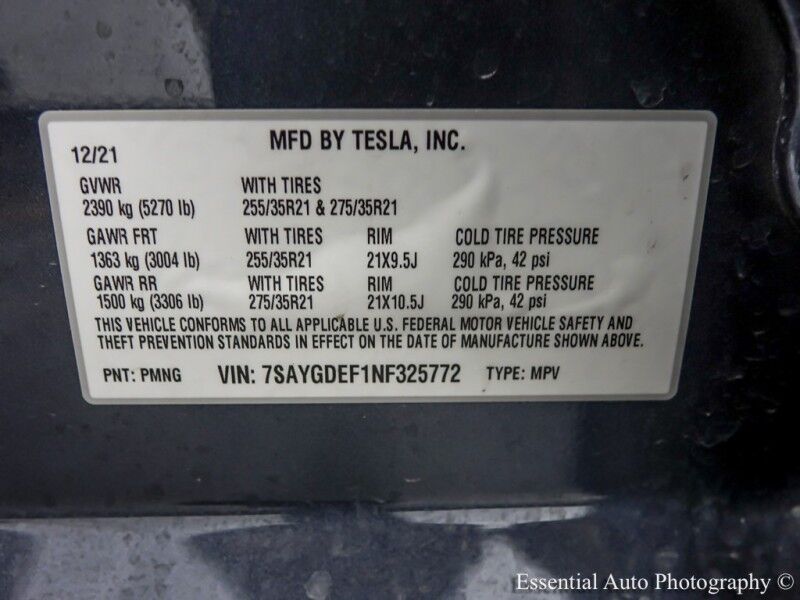 12/21 MFD BY TESLA, INC.
GVWR WITH TIRES
2390 kg (5270 lb) 255/35R21 & 275/35R21
GAWR FRT WITH TIRES RIM COLD TIRE PRESSURE
1363 kg (3004 lb) 255/35R21 21X9.5J 290 kPa, 42 psi
GAWR RR WITH TIRES RIM COLD TIRE PRESSURE
1500 kg (3306 lb) 275/35R21 21X10.5J 290 kPa, 42 psi
THIS VEHICLE CONFORMS TO ALL APPLICABLE U.S. FEDERAL MOTOR VEHICLE SAFETY AND
THEFT PREVENTION STANDARDS IN EFFECT ON THE DATE OF MANUFACTURE SHOWN ABOVE.
PNT: PMNG VIN: 7SAYGDEF1NF325772 TYPE: MPV
Essential Auto Photography ©